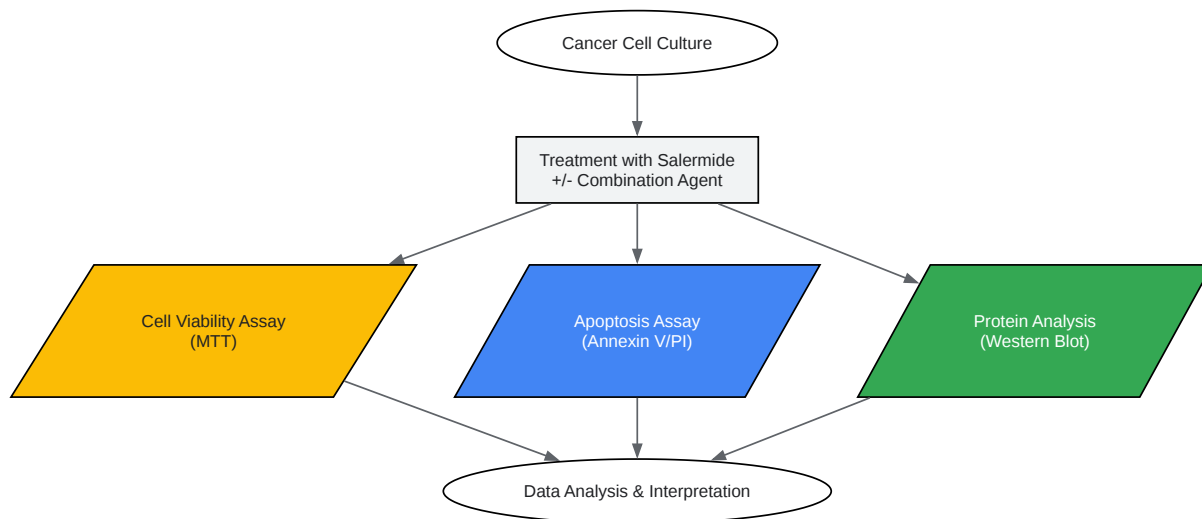 Cancer Cell Culture
Treatment with Salermide
+/- Combination Agent
Cell Viability Assay
(MTT)
Apoptosis Assay
(Annexin V/PI)
Protein Analysis
(Western Blot)
Data Analysis & Interpretation